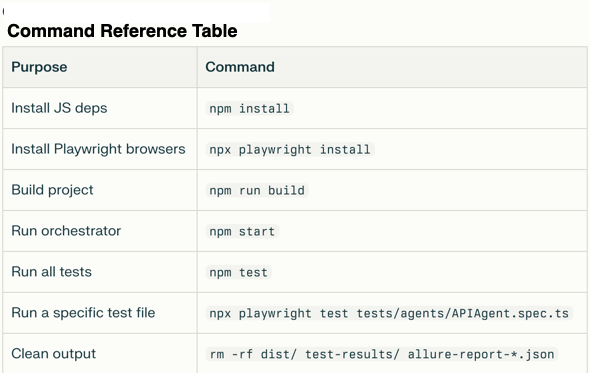 Command Reference Table
Purpose Command
Install JS deps npm install
Install Playwright browsers npx playwright install
Build project npm run build
Run orchestrator npm start
Run all tests npm test
Run a specific test file npx playwright test tests/agents/APIAgent.spec.ts
Clean output rm -rf dist/ test-results/ allure-report-*.json